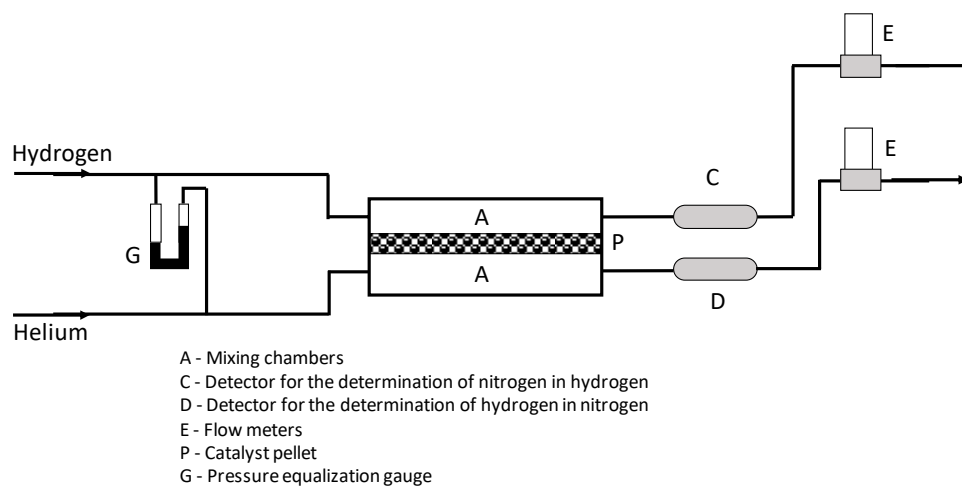 E
Hydrogen
E
C
A
G
P
A
D
Helium
A - Mixing chambers
C - Detector for the determination of nitrogen in hydrogen
D - Detector for the determination of hydrogen in nitrogen
E - Flow meters
P - Catalyst pellet
G - Pressure equalization gauge